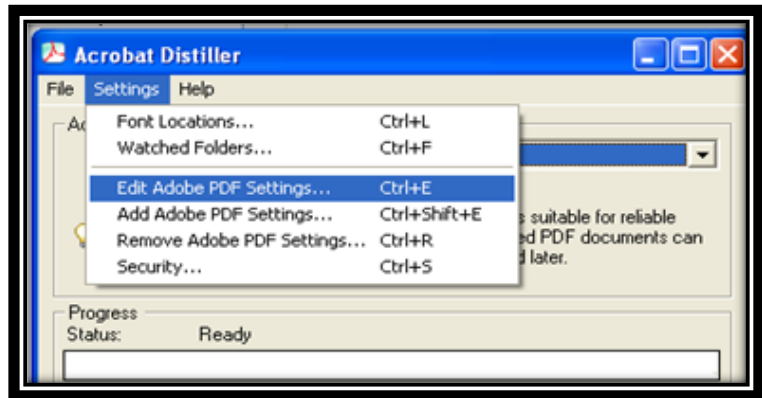 Acrobat Distiller
File Settings Help
Font Locations... Ctrl+L
Watched Folders... Ctrl+F
Edit Adobe PDF Settings... Ctrl+E
Add Adobe PDF Settings... Ctrl+Shift+E
suitable for reliable
Remove Adobe PDF Settings... Ctrl+R
PDF documents can
Security... Ctrl+S
later.
Progress
Status: Ready